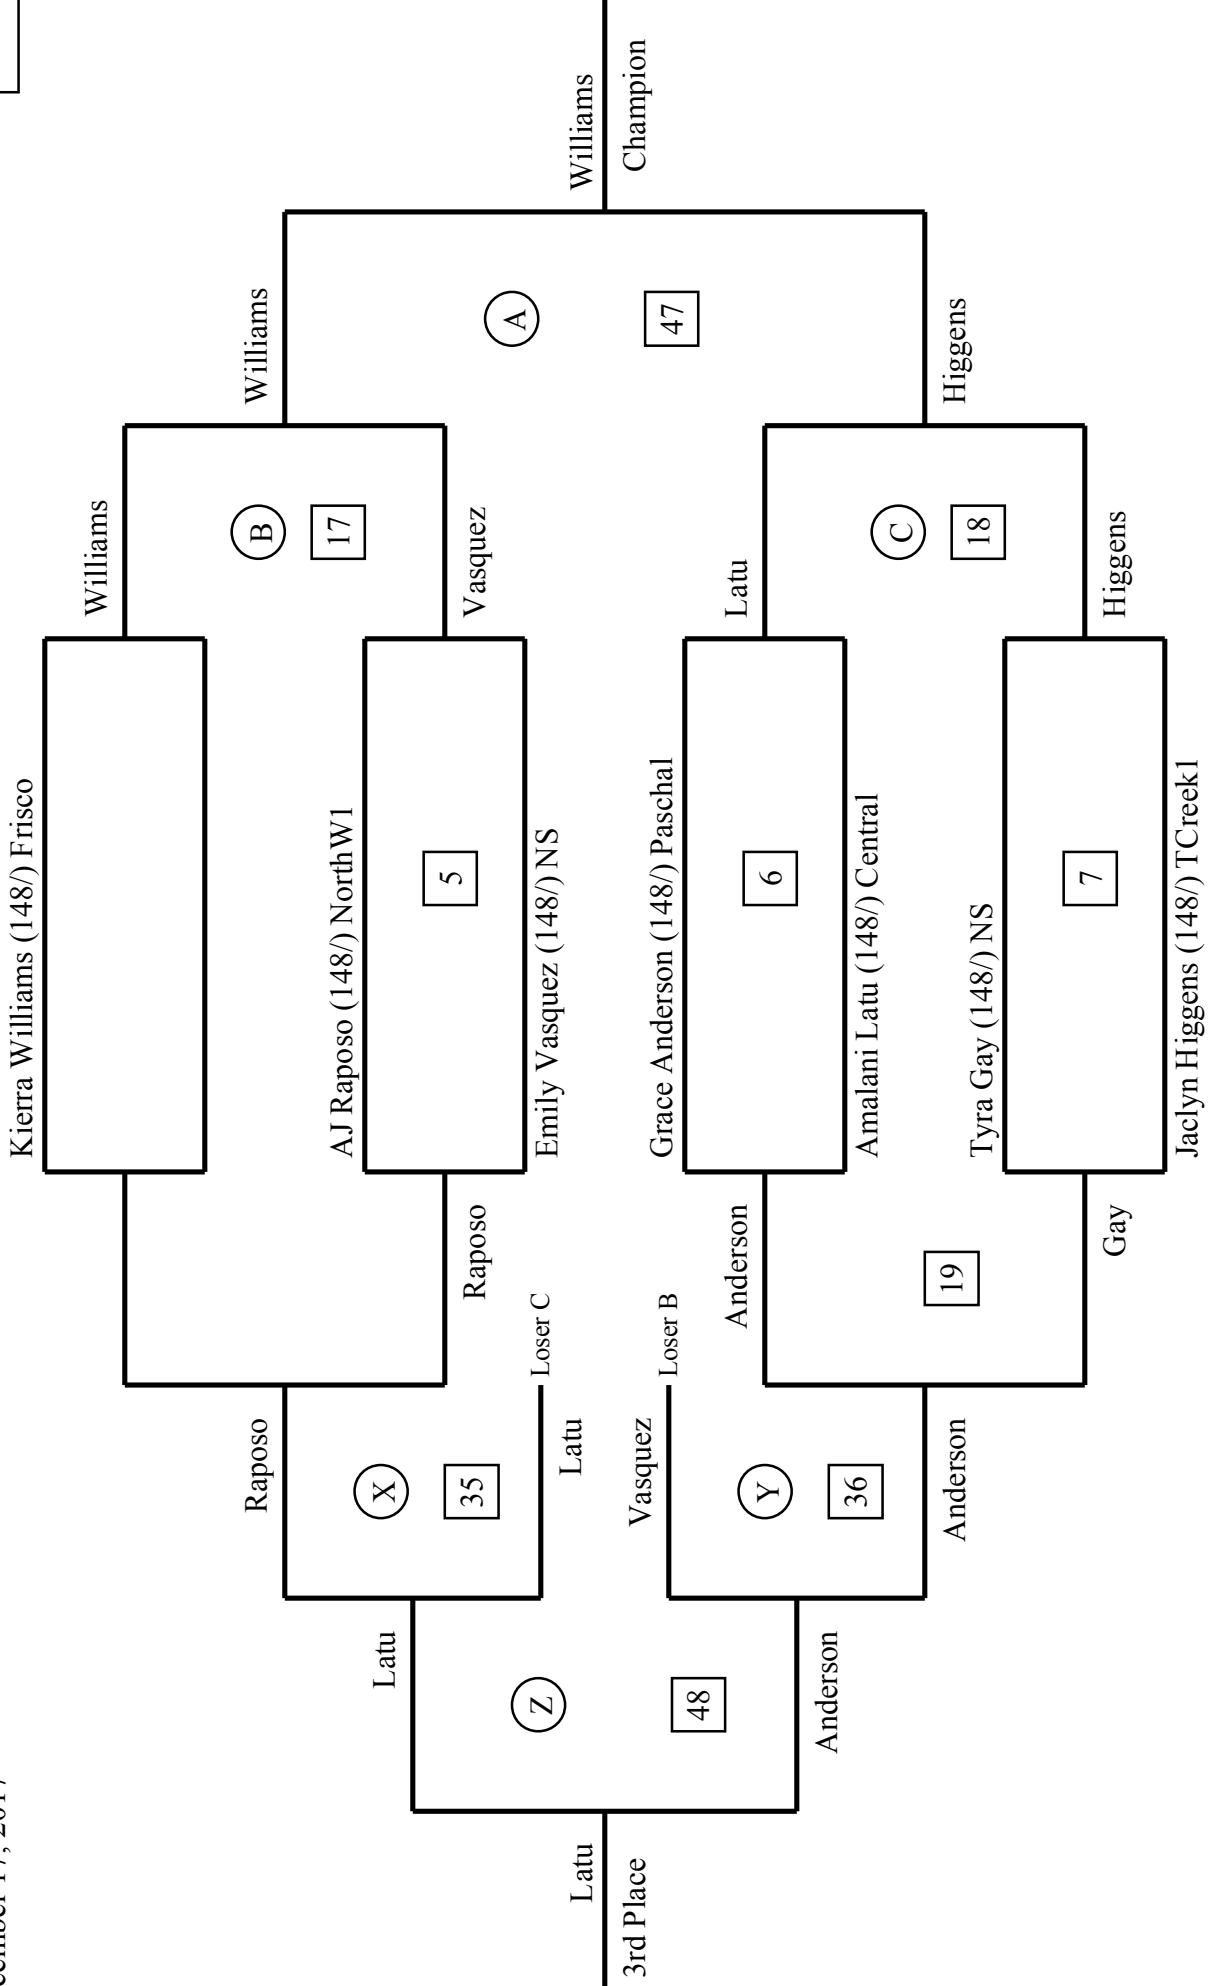 cember 17, 2017
Kierra Williams (148/) Frisco
Williams
Raposo
Williams
B
17
AJ Raposo (148/) NorthW1
Latu
X
35
Raposo
5
Vasquez
A
Loser C
Emily Vasquez (148/) NS
Latu
Z
Latu
Williams
3rd Place
Champion
Vasquez
Loser B
Grace Anderson (148/) Paschal
48
47
Anderson
Latu
Y
6
Anderson
36
Amalani Latu (148/) Central
C
Anderson
19
18
Higgens
Tyra Gay (148/) NS
7
Gay
Higgens
Jaclyn Higgens (148/) TCreek1